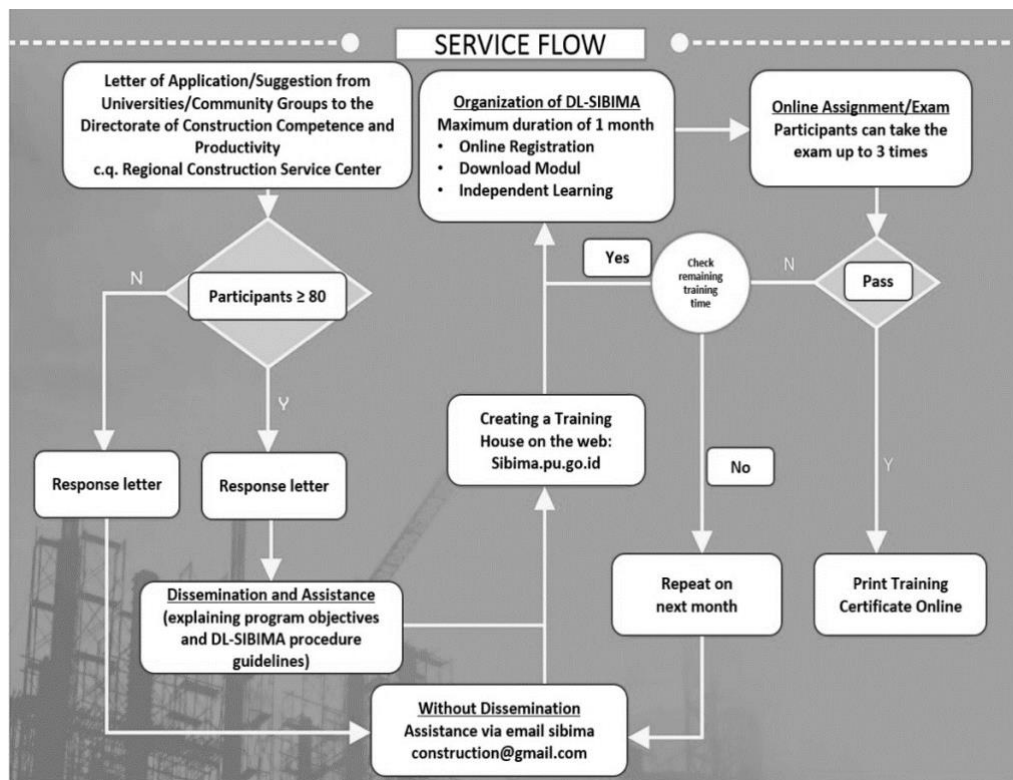 SERVICE FLOW
Letter of Application/Suggestion from
Universities/Community Groups to the
Directorate of Construction Competence and
Productivity
c.q. Regional Construction Service Center
N
Participants ≥ 80
Y
Response letter
Response letter
Dissemination and Assistance
(explaining program objectives
and DL-SIBIMA procedure
guidelines)
Without Dissemination
Assistance via email sibima
construction@gmail.com
Creating a Training
House on the web:
Sibima.pu.go.id
Organization of DL-SIBIMA
Maximum duration of 1 month
• Online Registration
• Download Modul
• Independent Learning
Online Assignment/Exam
Participants can take the
exam up to 3 times
Pass
N
Check
remaining
training
time
Yes
No
Repeat on
next month
Y
Print Training
Certificate Online